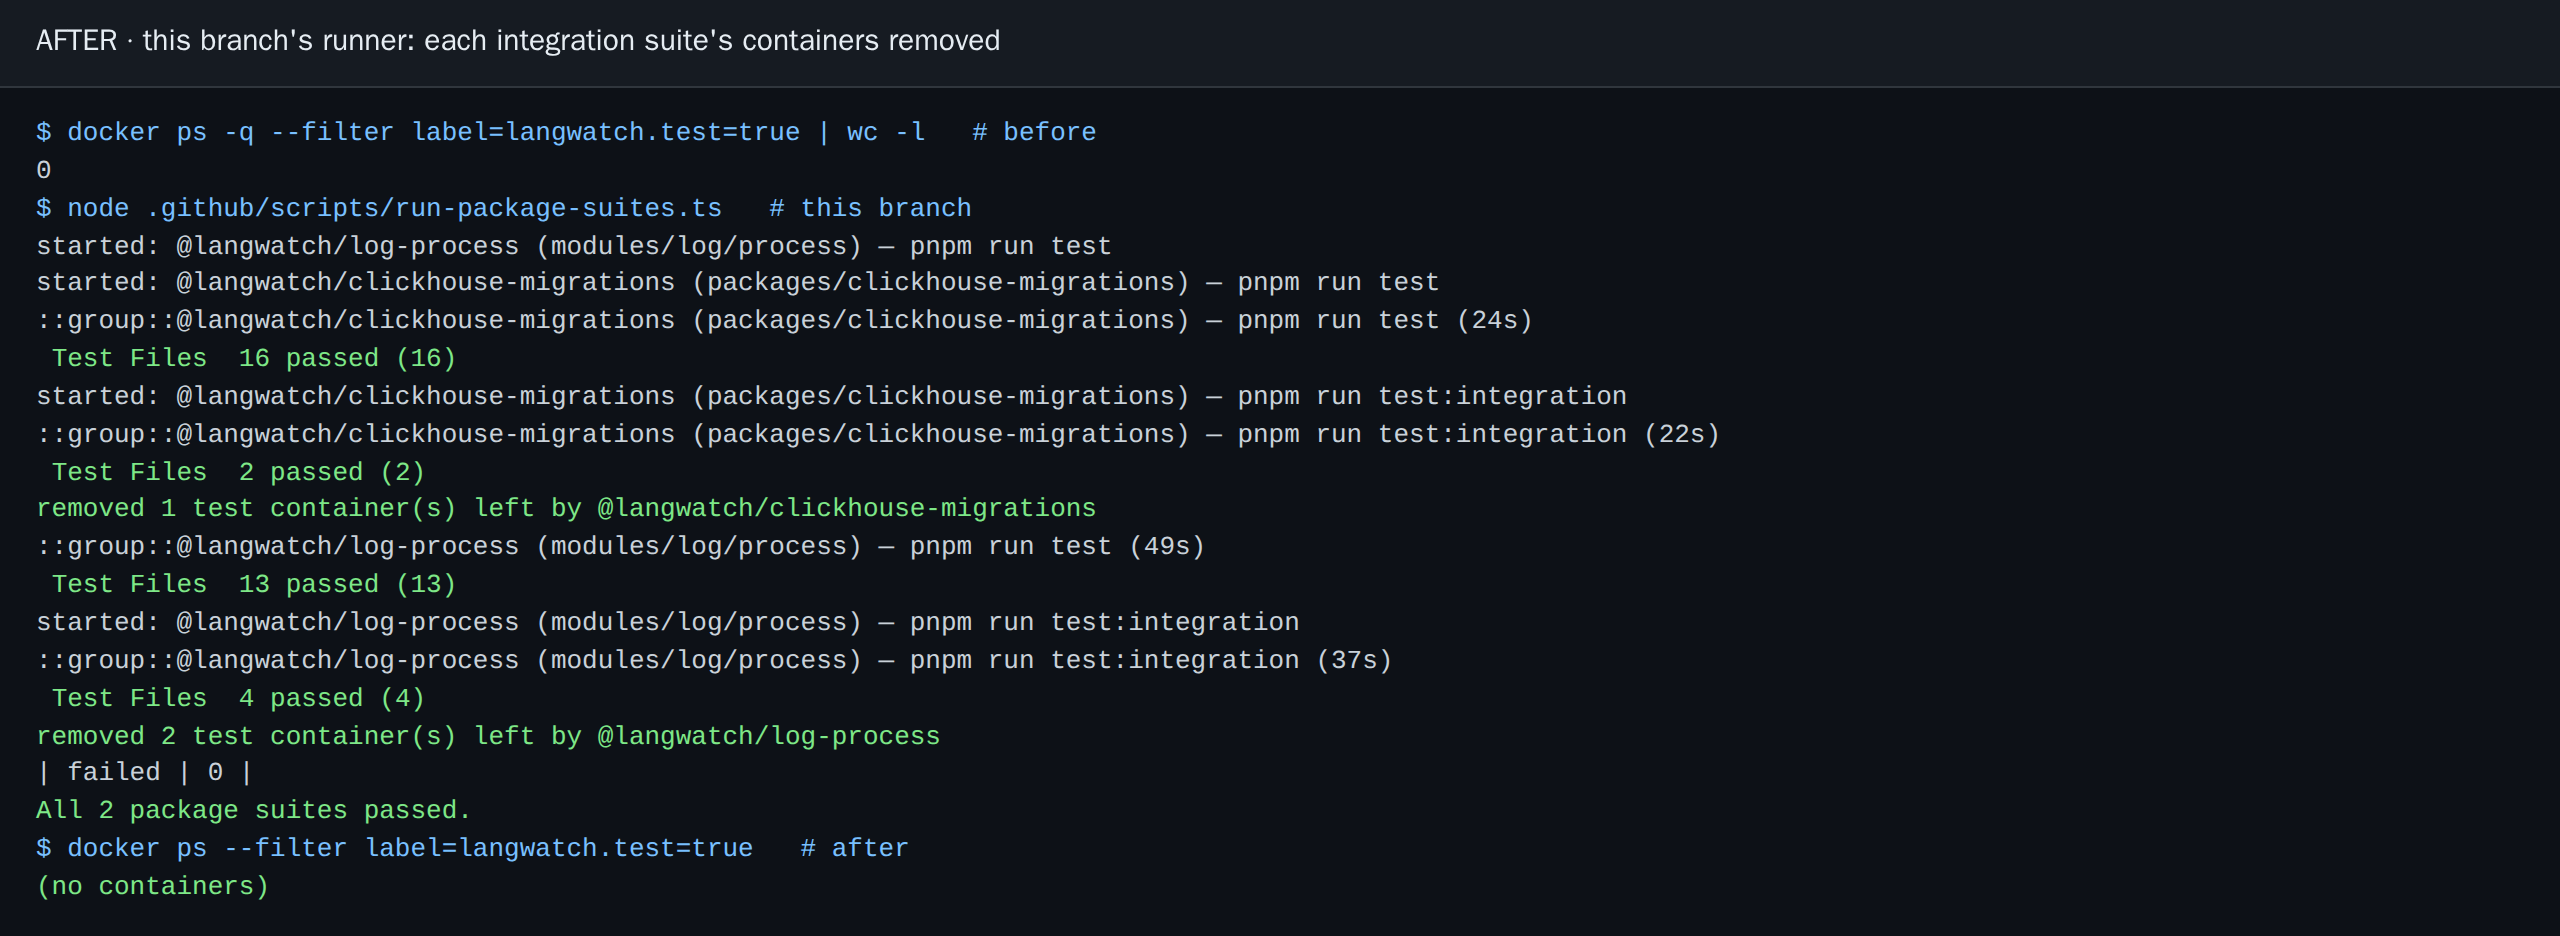 AFTER · this branch's runner: each integration suite's containers removed
$ docker ps -q --filter label=langwatch.test=true | wc -l   # before
0
$ node .github/scripts/run-package-suites.ts   # this branch
started: @langwatch/log-process (modules/log/process) — pnpm run test
started: @langwatch/clickhouse-migrations (packages/clickhouse-migrations) — pnpm run test
::group::@langwatch/clickhouse-migrations (packages/clickhouse-migrations) — pnpm run test (24s)
 Test Files  16 passed (16)
started: @langwatch/clickhouse-migrations (packages/clickhouse-migrations) — pnpm run test:integration
::group::@langwatch/clickhouse-migrations (packages/clickhouse-migrations) — pnpm run test:integration (22s)
 Test Files  2 passed (2)
removed 1 test container(s) left by @langwatch/clickhouse-migrations
::group::@langwatch/log-process (modules/log/process) — pnpm run test (49s)
 Test Files  13 passed (13)
started: @langwatch/log-process (modules/log/process) — pnpm run test:integration
::group::@langwatch/log-process (modules/log/process) — pnpm run test:integration (37s)
 Test Files  4 passed (4)
removed 2 test container(s) left by @langwatch/log-process
| failed | 0 |
All 2 package suites passed.
$ docker ps --filter label=langwatch.test=true   # after
(no containers)